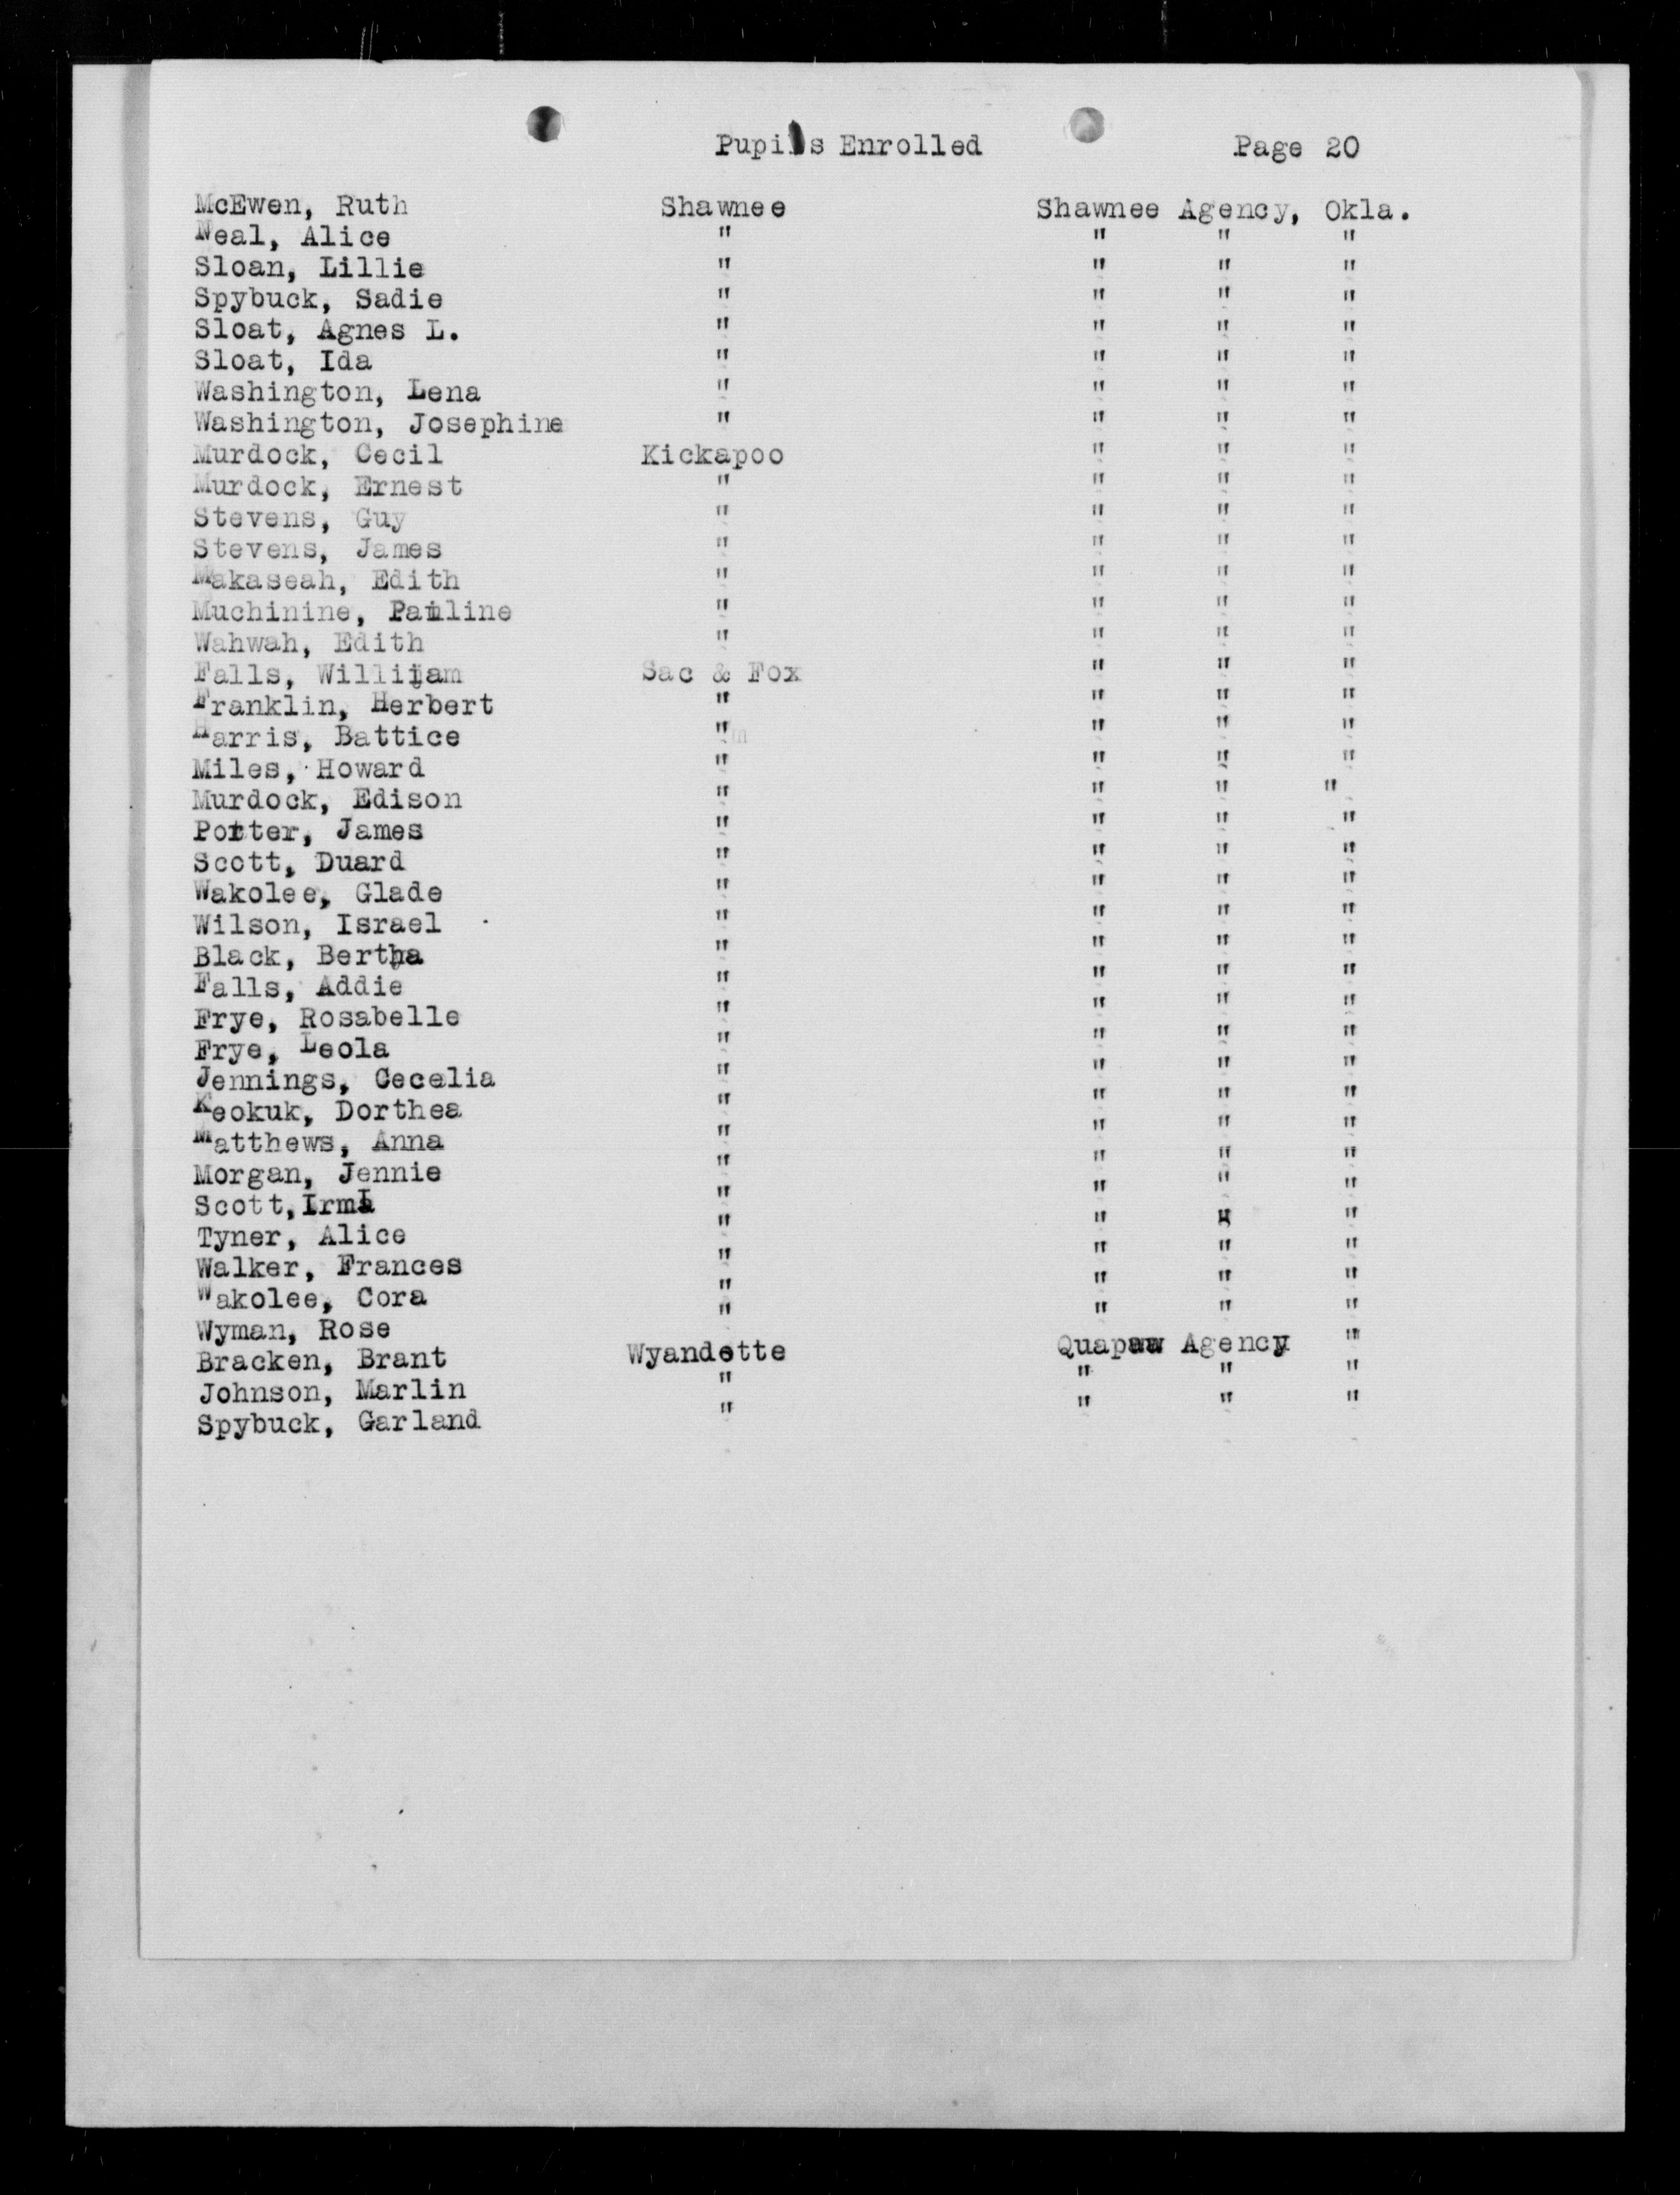 Pupils Enrolled Page 20
McEwen, Ruth Shawnee Shawnee Agency, Okla.
Neal, Alice " " " "
Sloan, Lillie " " " "
Spybuck, Sadie " " " "
Sloat, Agnes L. " " " "
Sloat, Ida " " " "
Washington, Lena " " " "
Washington, Josephine " " " "
Murdock, Cecil Kickapoo " " "
Murdock, Ernest " " " "
Stevens, Guy " " " "
Stevens, James " " " "
Makaseah, Edith " " " "
Muchinine, Pauline " " " "
Wahwah, Edith " " " "
Falls, Williiam Sac & Fox " " "
Franklin, Herbert " " " "
Harris, Battice " " " "
Miles, Howard " " " "
Murdock, Edison " " " "
Potter, James " " " "
Scott, Duard " " " "
Wakolee, Glade " " " "
Wilson, Israel " " " "
Black, Bertha " " " "
Falls, Addie " " " "
Frye, Rosabelle " " " "
Frye, Leola " " " "
Jennings, Cecelia " " " "
Keokuk, Dorthea " " " "
Matthews, Anna " " " "
Morgan, Jennie " " " "
Scott, Irma " " " "
Tyner, Alice " " " "
Walker, Frances " " " "
Wakolee, Cora " " " "
Wyman, Rose " " " "
Bracken, Brant Wyandotte Quapaw Agency "
Johnson, Marlin " " " "
Spybuck, Garland " " " "